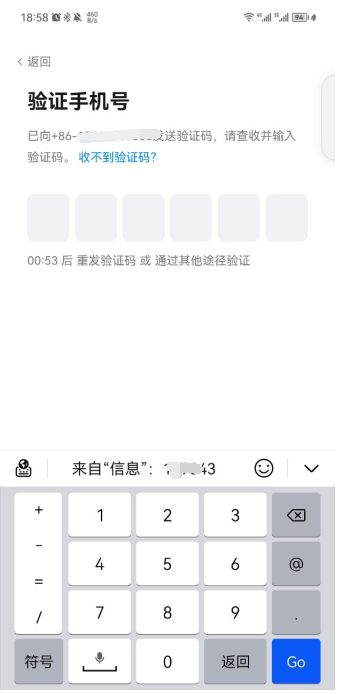 18:58 460 B/s 94
返回
验证手机号
已向+86- 发送验证码，请查收并输入
验证码。 收不到验证码?
00:53 后 重发验证码 或 通过其他途径验证
来自“信息”： 43
+ 1 2 3
- 4 5 6 @
=
/ 7 8 9 .
符号 0 返回 Go